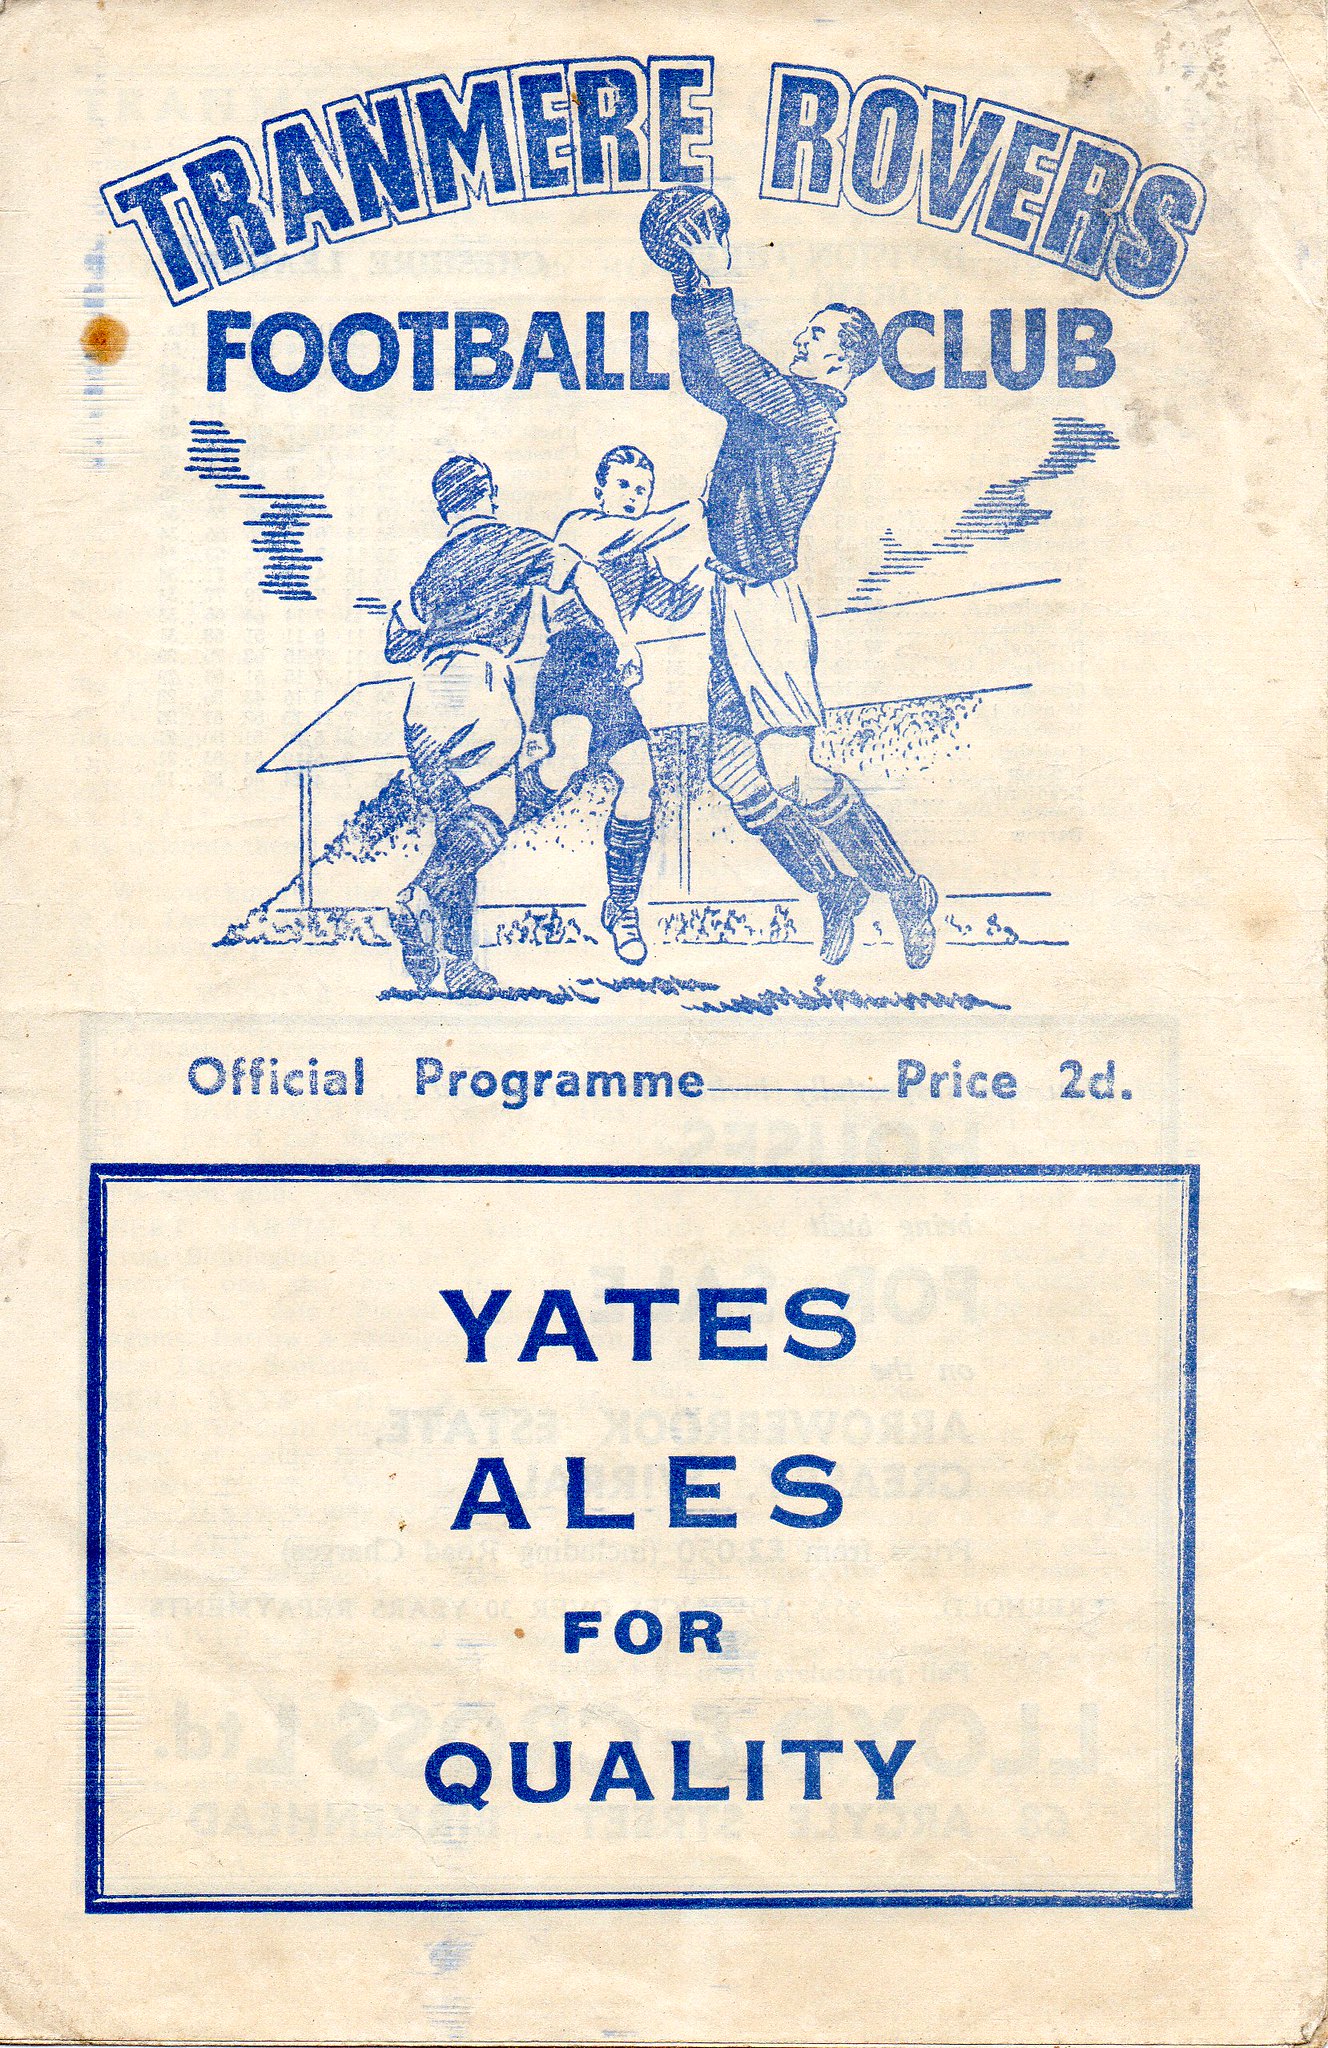 TRANMERE ROVERS
FOOTBALL CLUB
Official Programme Price 2d.
YATES
ALES
FOR
QUALITY